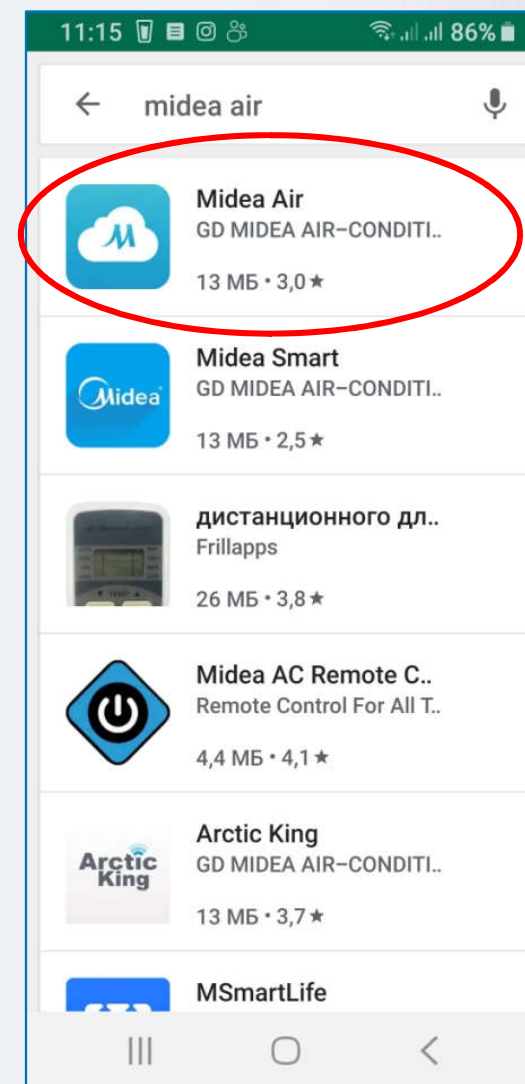 11:15 86%
midea air
Midea Air
GD MIDEA AIR-CONDITI..
13 МБ • 3,0 ★
Midea
Midea Smart
GD MIDEA AIR-CONDITI..
13 МБ • 2,5 ★
дистанционного дл..
Frillapps
26 МБ • 3,8 ★
Midea AC Remote C..
Remote Control For All T..
4,4 МБ • 4,1 ★
Arctic
King
Arctic King
GD MIDEA AIR-CONDITI..
13 МБ • 3,7 ★
MSmartLife